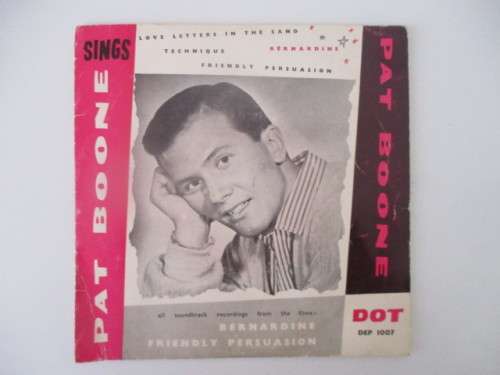 PAT BOONE SINGS
LOVE LETTERS IN THE SAND
TECHNIQUE BERNARDINE
FRIENDLY PERSUASION
PAT BOONE
all soundtrack recordings from the films:-
BERNARDINE
FRIENDLY PERSUASION
DOT
DEP 1007